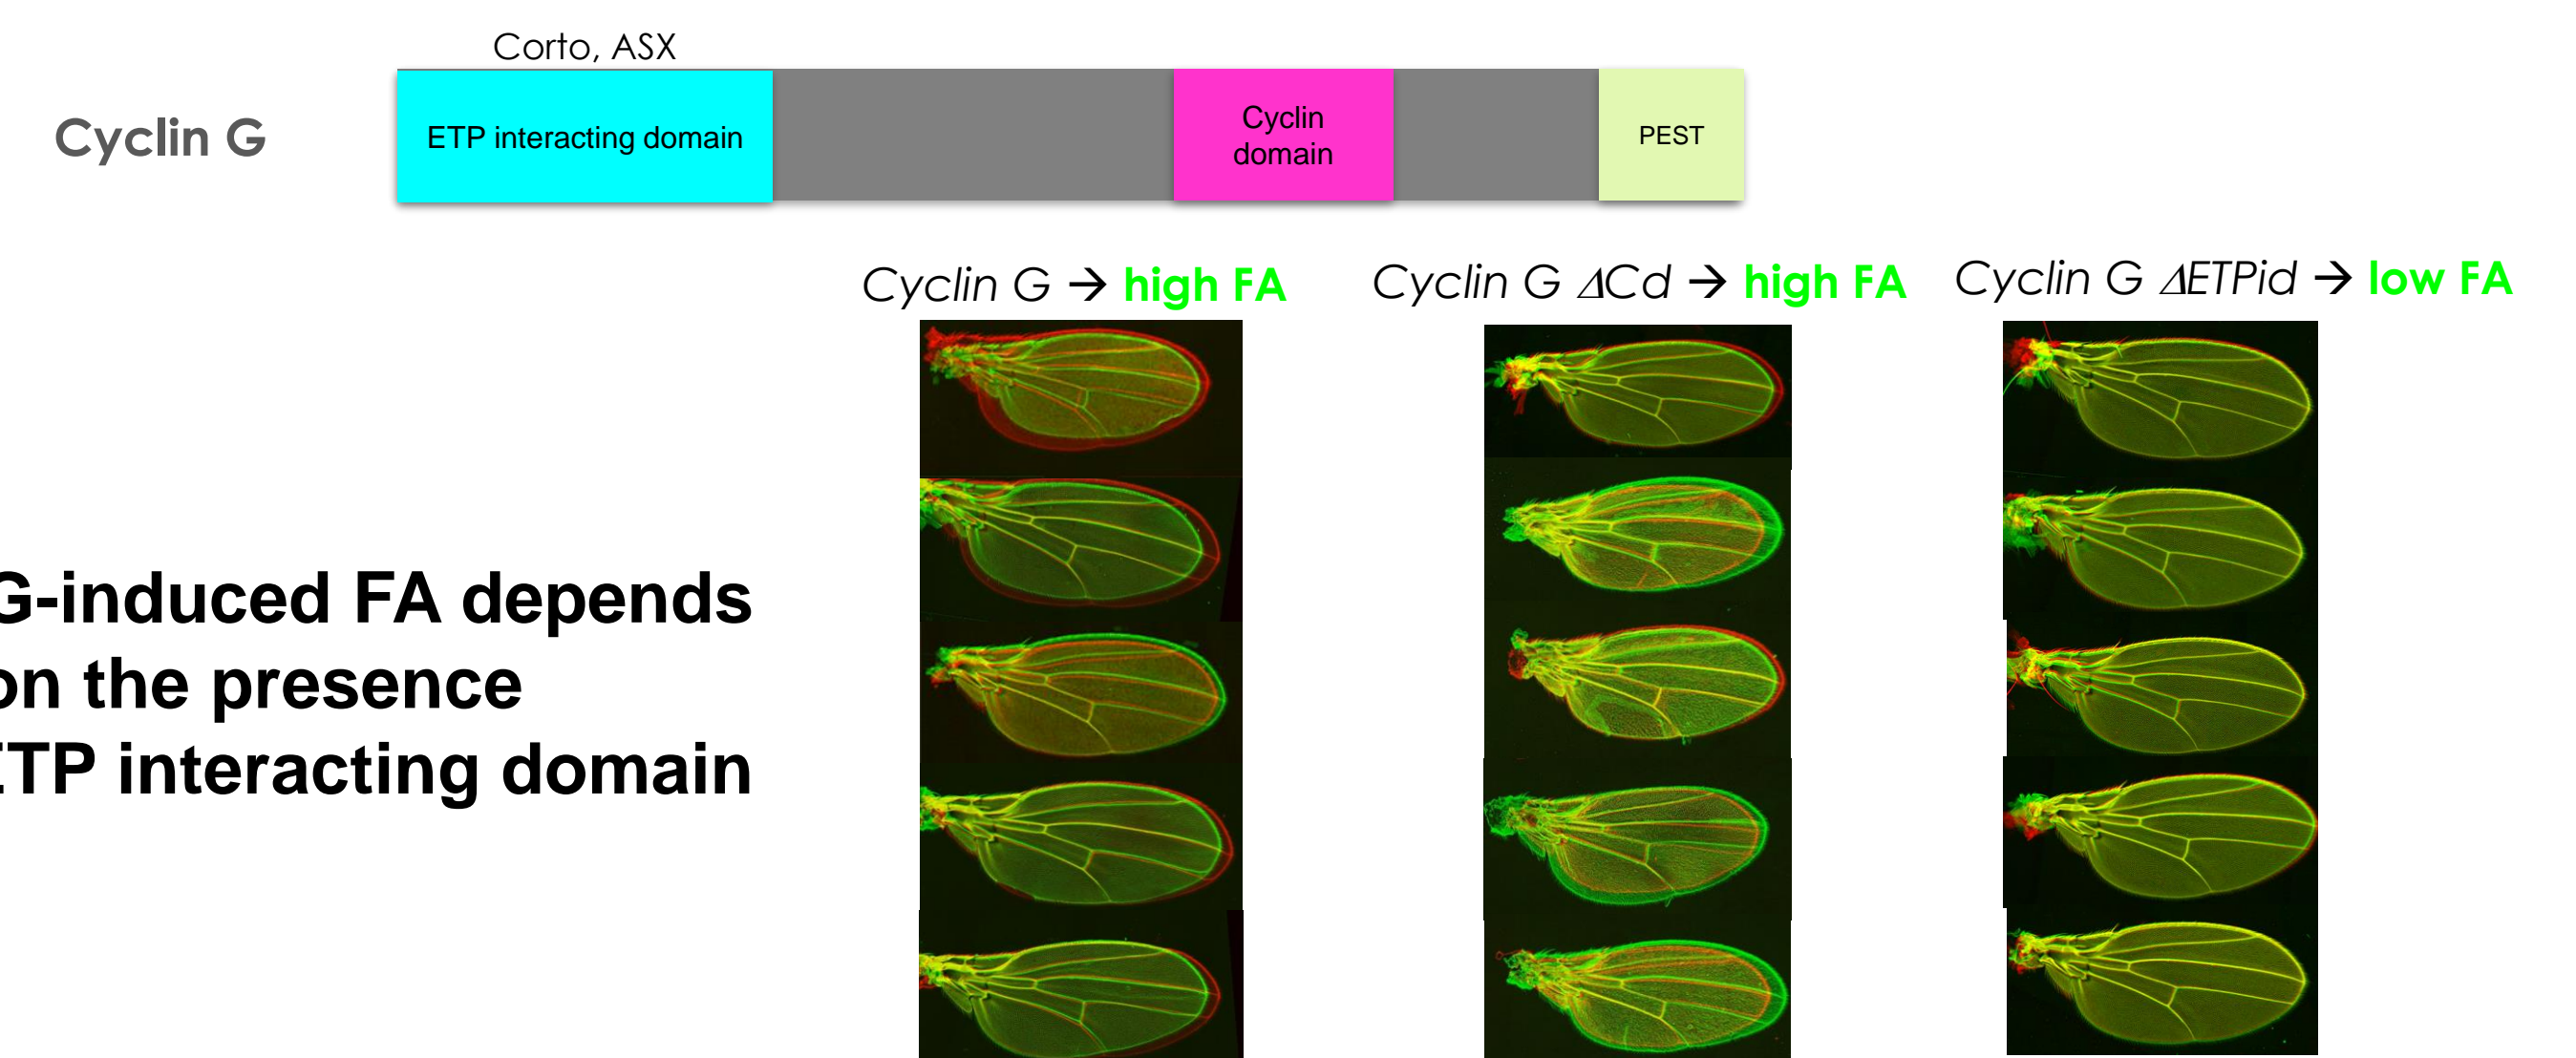 Corto, ASX
Cyclin G
ETP interacting domain
Cyclin
domain
PEST
Cyclin G → high FA
Cyclin G ΔCd → high FA
Cyclin G ΔETPid → low FA
G-induced FA depends
on the presence
ETP interacting domain